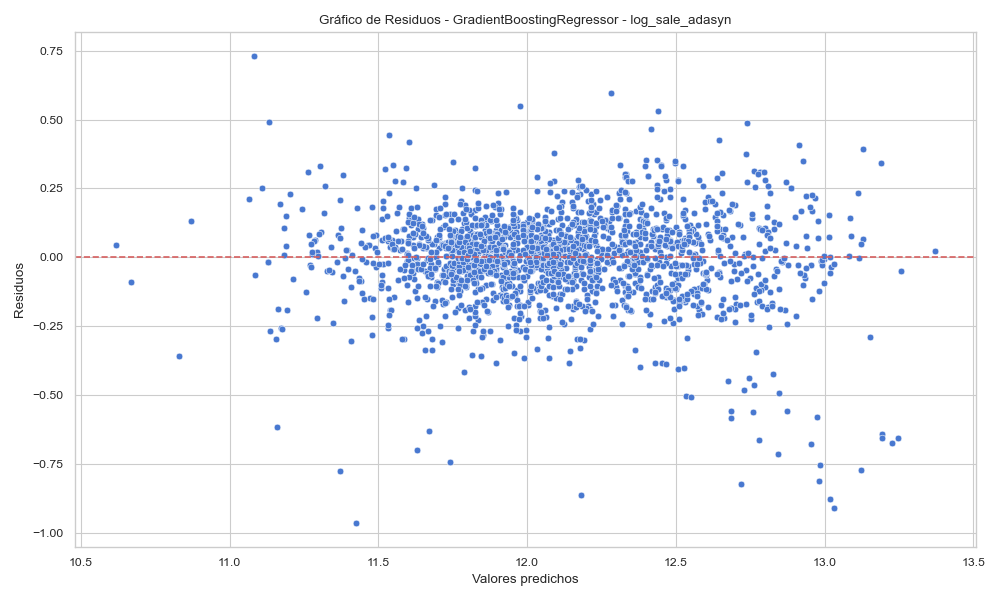 Gráfico de Residuos - GradientBoostingRegressor - log_sale_adasyn
0.75
0.50
0.25
0.00
−0.25
−0.50
−0.75
−1.00
Residuos
10.5 11.0 11.5 12.0 12.5 13.0 13.5
Valores predichos